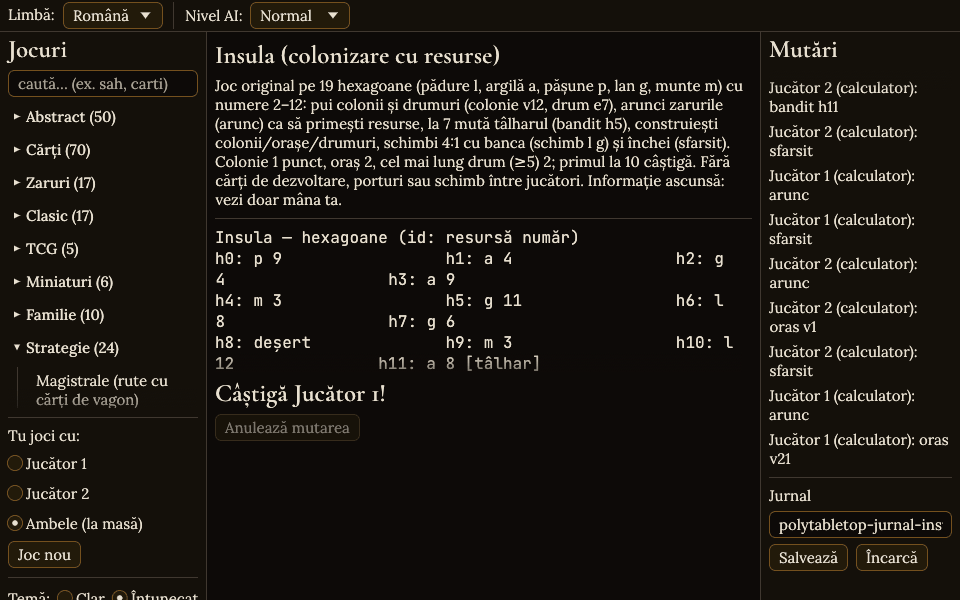 Limbă: Română ▼ Nivel AI: Normal ▼
Jocuri
caută... (ex. sah, carti)
▸ Abstract (50)
▸ Cărți (70)
▸ Zaruri (17)
▸ Clasic (17)
▸ TCG (5)
▸ Miniaturi (6)
▸ Familie (10)
▾ Strategie (24)
Magistrale (rute cu
cărți de vagon)
Tu joci cu:
Jucător 1
Jucător 2
Ambele (la masă)
Joc nou
Temă: Clar Întunecat
Insula (colonizare cu resurse)
Joc original pe 19 hexagoane (pădure l, argilă a, pășune p, lan g, munte m) cu
numere 2–12: pui colonii și drumuri (colonie v12, drum e7), arunci zarurile
(arunc) ca să primești resurse, la 7 mută tâlharul (bandit h5), construiești
colonii/orașe/drumuri, schimbi 4:1 cu banca (schimb l g) și închei (sfarsit).
Colonie 1 punct, oraș 2, cel mai lung drum (≥5) 2; primul la 10 câștigă. Fără
cărți de dezvoltare, porturi sau schimb între jucători. Informație ascunsă:
vezi doar mâna ta.
Insula — hexagoane (id: resursă număr)
h0: p 9 h1: a 4 h2: g
4 h3: a 9
h4: m 3 h5: g 11 h6: l
8 h7: g 6
h8: deșert h9: m 3 h10: l
12 h11: a 8 [tâlhar]
Câștigă Jucător 1!
Anulează mutarea
Mutări
Jucător 2 (calculator):
bandit h11
Jucător 2 (calculator):
sfarsit
Jucător 1 (calculator):
arunc
Jucător 1 (calculator):
sfarsit
Jucător 2 (calculator):
arunc
Jucător 2 (calculator):
oras v1
Jucător 2 (calculator):
sfarsit
Jucător 1 (calculator):
arunc
Jucător 1 (calculator): oras
v21
Jurnal
polytabletop-jurnal-ins
Salvează Încarcă